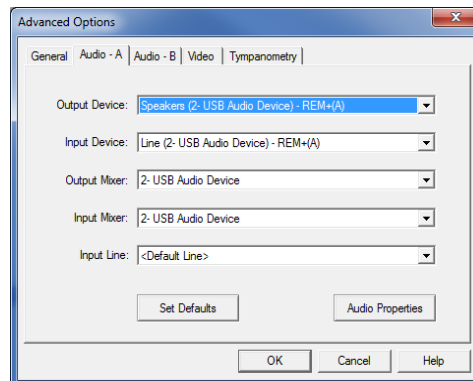 Advanced Options
General Audio - A Audio - B Video Tympanometry
Output Device: Speakers (2- USB Audio Device) - REM+(A)
Input Device: Line (2- USB Audio Device) - REM+(A)
Output Mixer: 2- USB Audio Device
Input Mixer: 2- USB Audio Device
Input Line: <Default Line>
Set Defaults Audio Properties
OK Cancel Help